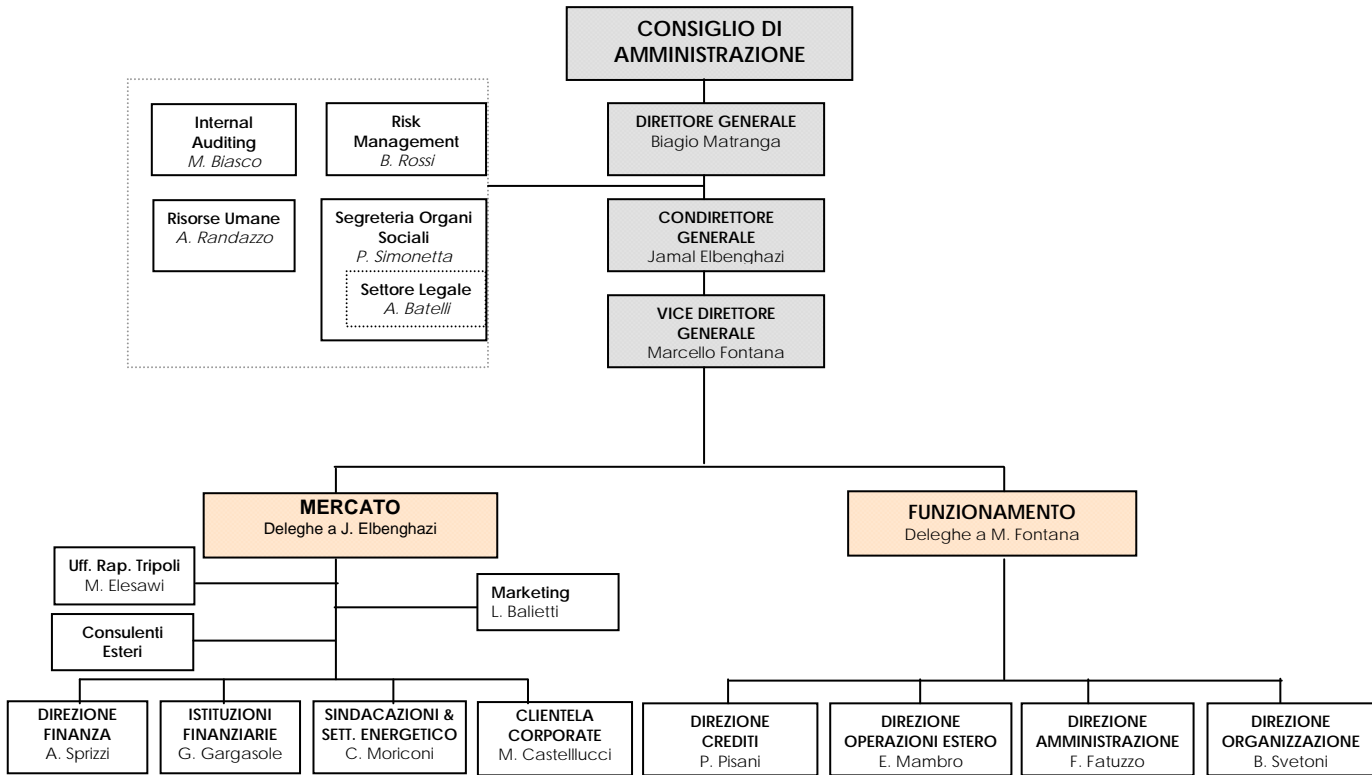 CONSIGLIO DI
AMMINISTRAZIONE
Internal
Auditing
M. Biasco
Risk
Management
B. Rossi
DIRETTORE GENERALE
Biagio Matranga
Risorse Umane
A. Randazzo
Segreteria Organi
Sociali
P. Simonetta
Settore Legale
A. Batelli
CONDIRETTORE
GENERALE
Jamal Elbenghazi
VICE DIRETTORE
GENERALE
Marcello Fontana
MERCATO
Deleghe a J. Elbenghazi
FUNZIONAMENTO
Deleghe a M. Fontana
Uff. Rap. Tripoli
M. Elesawi
Marketing
L. Balietti
Consulenti
Esteri
DIREZIONE
FINANZA
A. Sprizzi
ISTITUZIONI
FINANZIARIE
G. Gargasole
SINDACAZIONI &
SETT. ENERGETICO
C. Moriconi
CLIENTELA
CORPORATE
M. Castelllucci
DIREZIONE
CREDITI
P. Pisani
DIREZIONE
OPERAZIONI ESTERO
E. Mambro
DIREZIONE
AMMINISTRAZIONE
F. Fatuzzo
DIREZIONE
ORGANIZZAZIONE
B. Svetoni